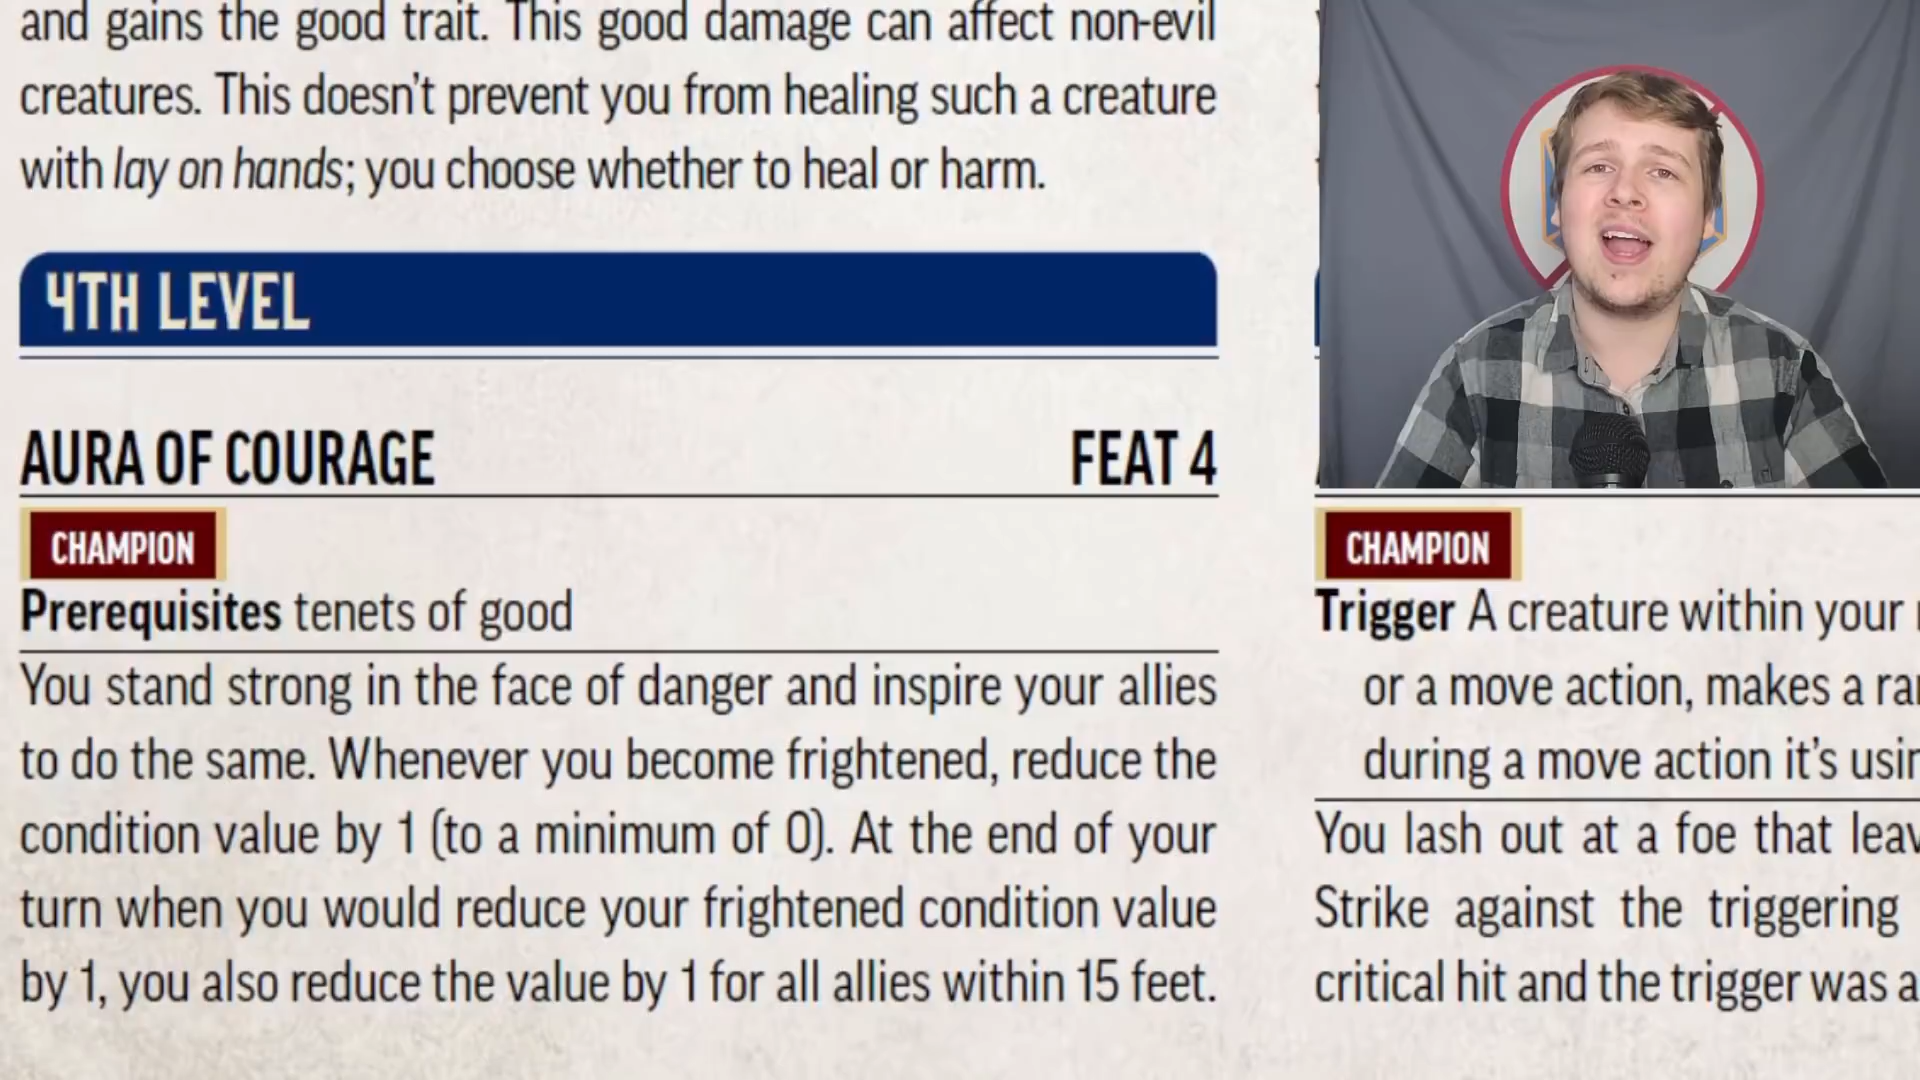 and gains the good trait. This good damage can affect non-evil
creatures. This doesn't prevent you from healing such a creature
with lay on hands; you choose whether to heal or harm.
4TH LEVEL
AURA OF COURAGE FEAT 4
CHAMPION
Prerequisites tenets of good
You stand strong in the face of danger and inspire your allies
to do the same. Whenever you become frightened, reduce the
condition value by 1 (to a minimum of 0). At the end of your
turn when you would reduce your frightened condition value
by 1, you also reduce the value by 1 for all allies within 15 feet.
CHAMPION
Trigger A creature within your
or a move action, makes a
during a move action it's
You lash out at a foe that
Strike against the triggering
critical hit and the trigger was